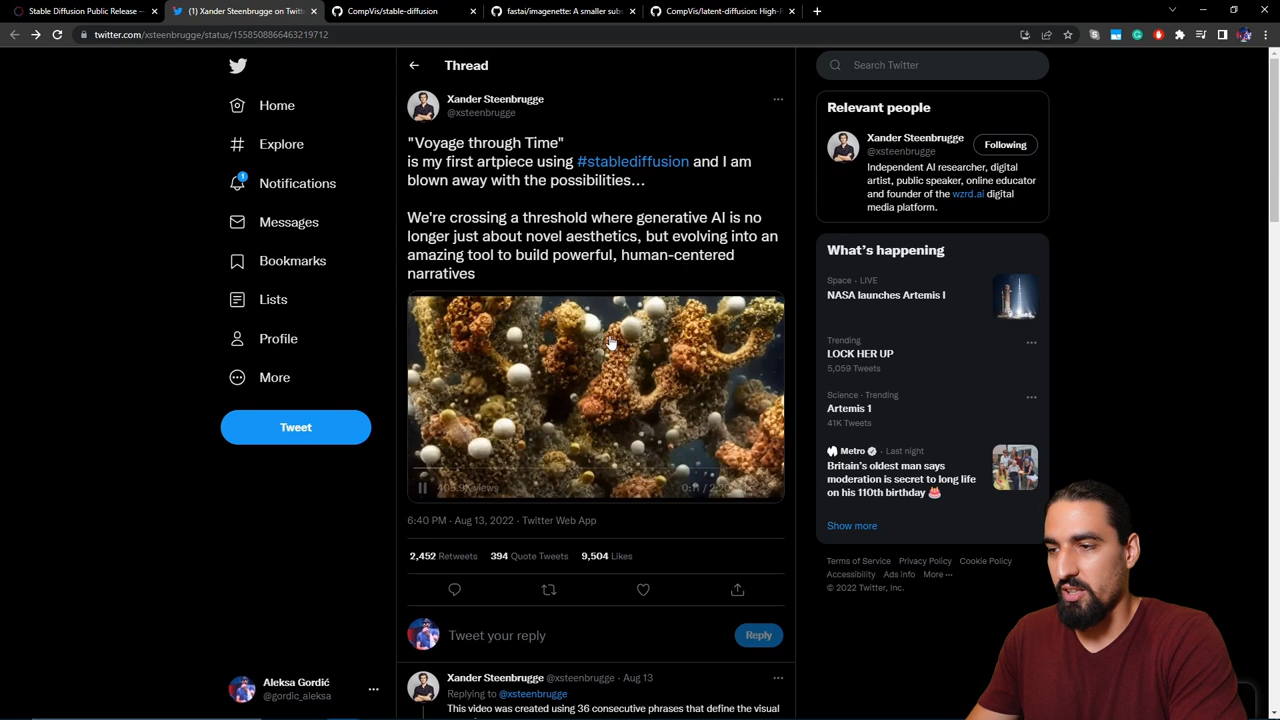 Stable Diffusion Public Release —
(1) Xander Steenbrugge on Twitt
CompVis/stable-diffusion
fastai/imagenette: A smaller subs
CompVis/latent-diffusion: High-R
twitter.com/xsteenbrugge/status/1558508866463219712
Home
Explore
1
Notifications
Messages
Bookmarks
Lists
Profile
More
Tweet
Aleksa Gordić
@gordic_aleksa
Thread
Xander Steenbrugge
@xsteenbrugge
"Voyage through Time"
is my first artpiece using #stablediffusion and I am
blown away with the possibilities…
We're crossing a threshold where generative AI is no
longer just about novel aesthetics, but evolving into an
amazing tool to build powerful, human-centered
narratives
6:40 PM · Aug 13, 2022 · Twitter Web App
2,452 Retweets 394 Quote Tweets 9,504 Likes
Tweet your reply
Reply
Xander Steenbrugge @xsteenbrugge · Aug 13
Replying to @xsteenbrugge
This video was created using 36 consecutive phrases that define the visual
Search Twitter
Relevant people
Xander Steenbrugge
@xsteenbrugge
Following
Independent AI researcher, digital
artist, public speaker, online educator
and founder of the wzrd.ai digital
media platform.
What's happening
Space · LIVE
NASA launches Artemis I
Trending
LOCK HER UP
5,059 Tweets
Science · Trending
Artemis 1
41K Tweets
Metro · Last night
Britain's oldest man says
moderation is secret to long life
on his 110th birthday 🎂
Show more
Terms of Service Privacy Policy Cookie Policy
Accessibility Ads info More ···
© 2022 Twitter, Inc.